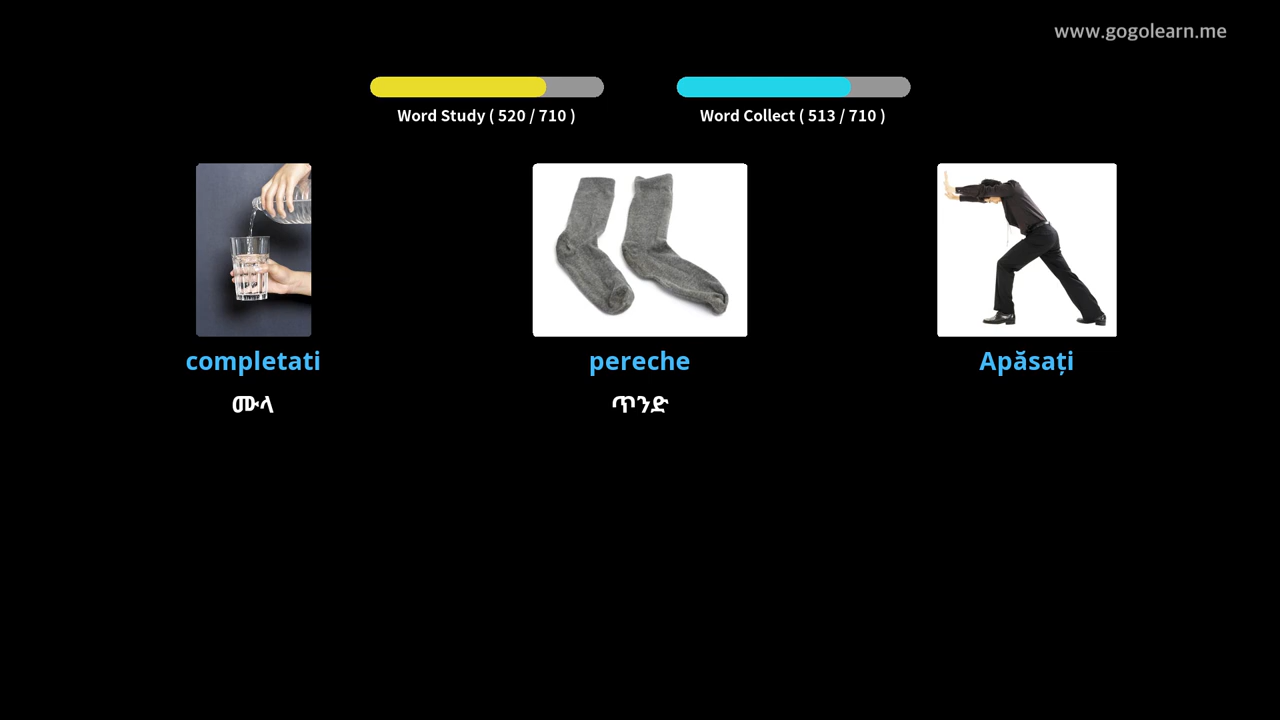 www.gogolearn.me
Word Study ( 520 / 710 )
Word Collect ( 513 / 710 )
completati
pereche
Apăsați
ሙላ
ጥንድ